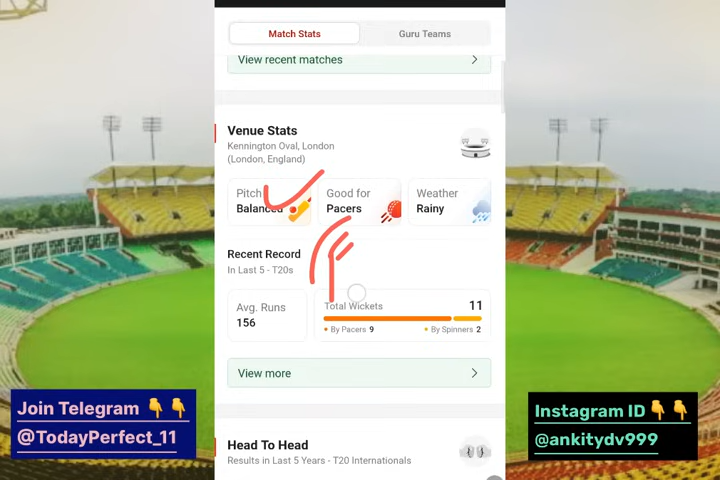 Match Stats
Guru Teams
View recent matches
Venue Stats
Kennington Oval, London
(London, England)
Pitch
Balanced
Good for
Pacers
Weather
Rainy
Recent Record
In Last 5 - T20s
Avg. Runs
156
Total Wickets 11
By Pacers 9
By Spinners 2
View more
Head To Head
Results in Last 5 Years - T20 Internationals
Join Telegram 👇👇
@TodayPerfect_11
Instagram ID👇👇
@ankitydv999